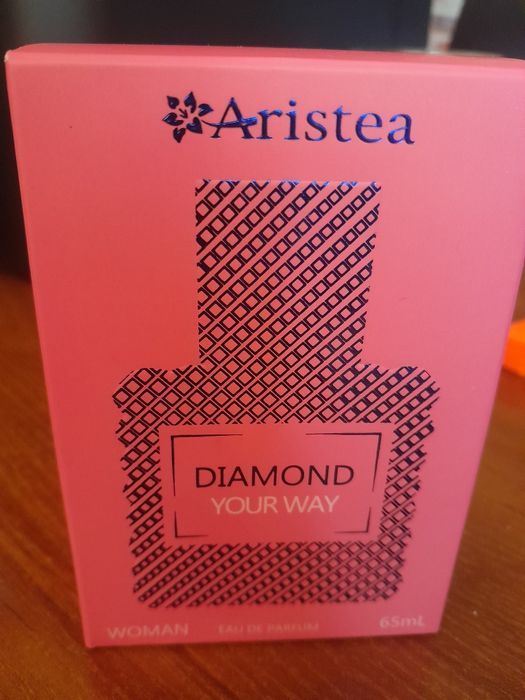 Aristea
DIAMOND
YOUR WAY
WOMAN EAU DE PARFUM 65mL